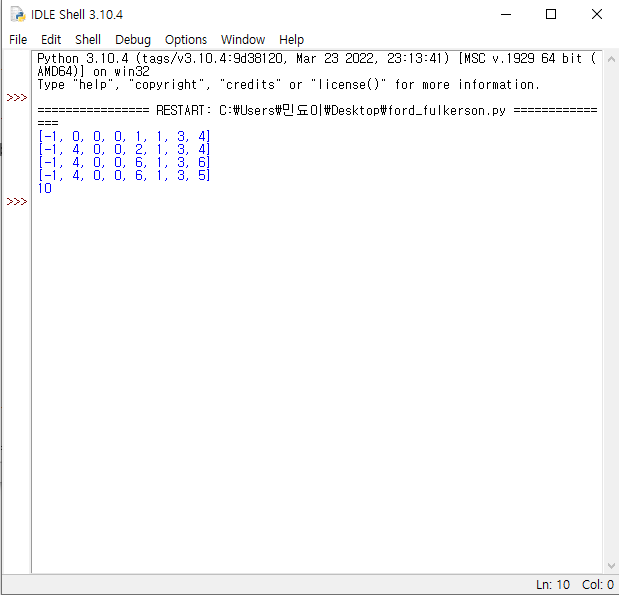 IDLE Shell 3.10.4
File Edit Shell Debug Options Window Help
Python 3.10.4 (tags/v3.10.4:9d38120, Mar 23 2022, 23:13:41) [MSC v.1929 64 bit (
AMD64)] on win32
Type "help", "copyright", "credits" or "license()" for more information.
>>>
================ RESTART: C:₩Users₩민됴이₩Desktop₩ford_fulkerson.py ============
===
[-1, 0, 0, 0, 1, 1, 3, 4]
[-1, 4, 0, 0, 2, 1, 3, 4]
[-1, 4, 0, 0, 6, 1, 3, 6]
[-1, 4, 0, 0, 6, 1, 3, 5]
10
>>>
Ln: 10 Col: 0